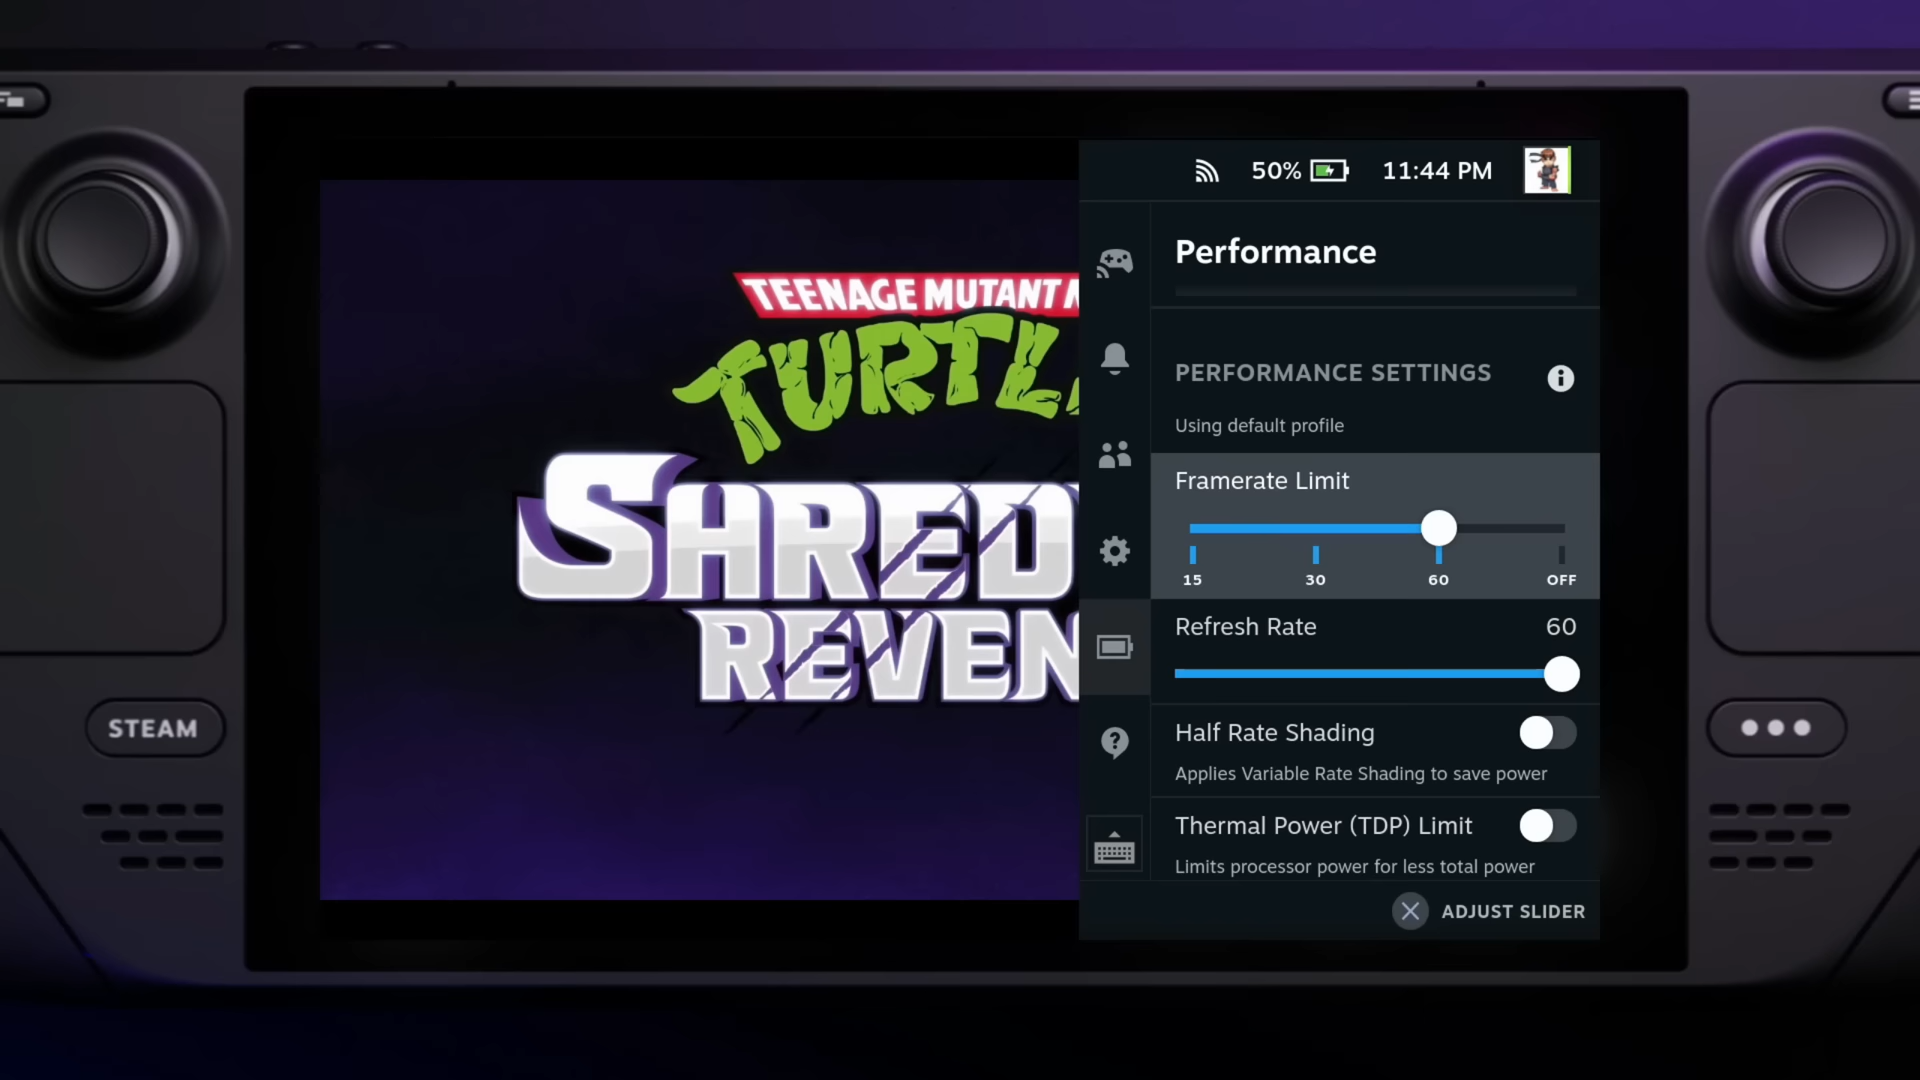 50%
11:44 PM
Performance
TEENAGE MUTANT
TURTL
SHRED
REVEN
PERFORMANCE SETTINGS
Using default profile
Framerate Limit
15 30 60 OFF
Refresh Rate 60
Half Rate Shading
Applies Variable Rate Shading to save power
Thermal Power (TDP) Limit
Limits processor power for less total power
ADJUST SLIDER
STEAM